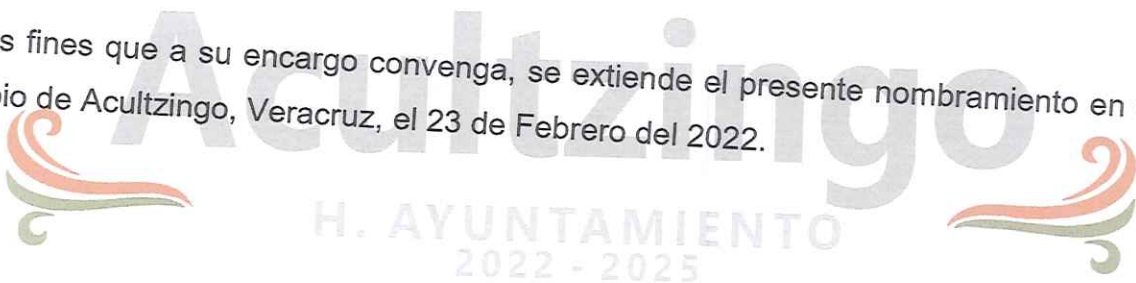 Acultzingo
s fines que a su encargo convenga, se extiende el presente nombramiento en
io de Acultzingo, Veracruz, el 23 de Febrero del 2022.
H. AYUNTAMIENTO
2022 - 2025